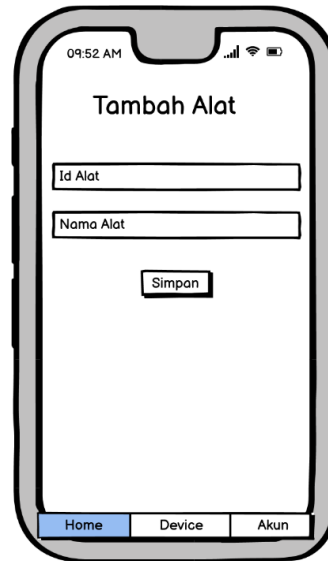 09:52 AM
Tambah Alat
Id Alat
Nama Alat
Simpan
Home Device Akun